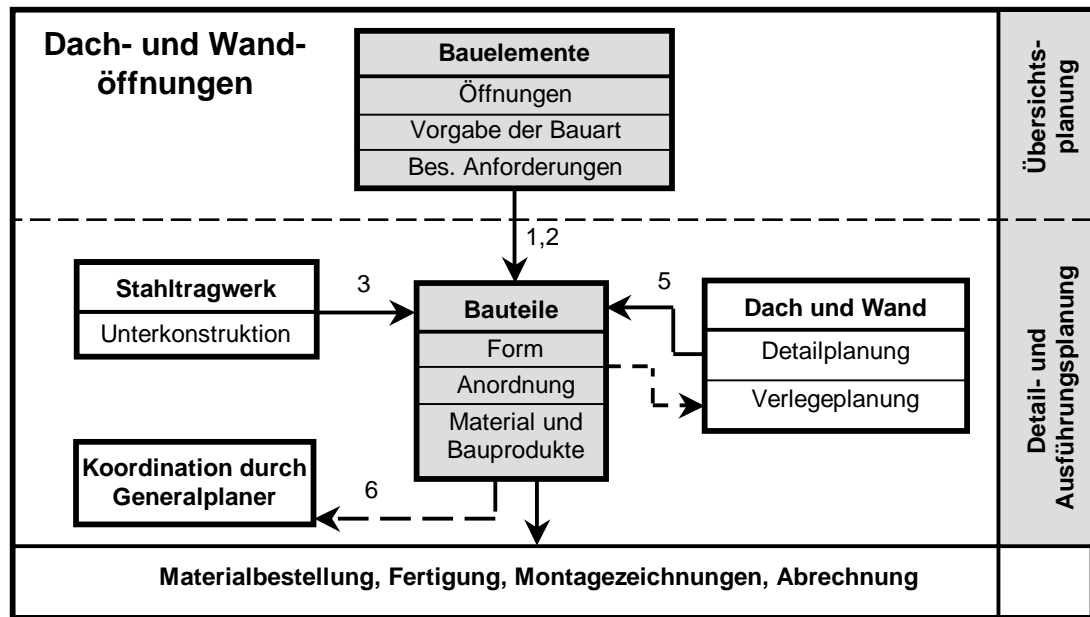 Dach- und Wand-
öffnungen
Bauelemente
Öffnungen
Vorgabe der Bauart
Bes. Anforderungen
Übersichts-
planung
1,2
Stahltragwerk
Unterkonstruktion
3
Bauteile
Form
Anordnung
Material und
Bauprodukte
5
Dach und Wand
Detailplanung
Verlegeplanung
Koordination durch
Generalplaner
6
Detail- und
Ausführungsplanung
Materialbestellung, Fertigung, Montagezeichnungen, Abrechnung